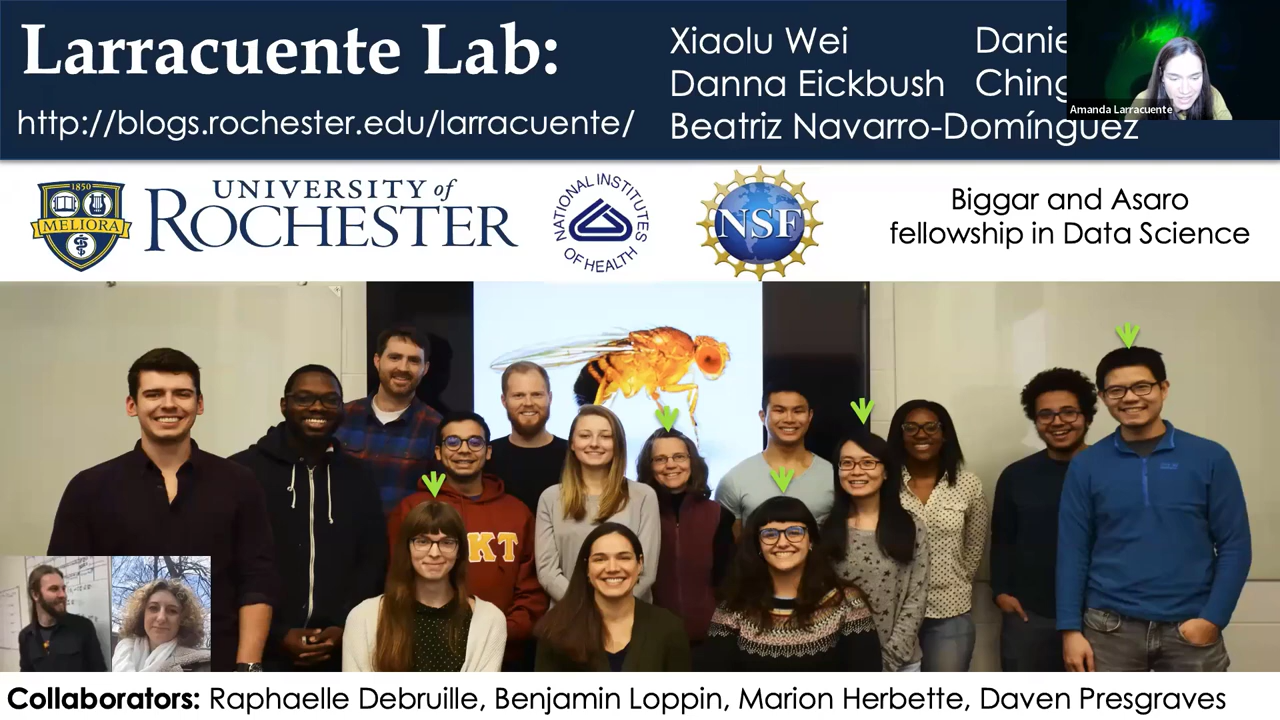 Larracuente Lab:
http://blogs.rochester.edu/larracuente/
Xiaolu Wei
Danna Eickbush
Beatriz Navarro-Domínguez
Amanda Larracuente
1850
MELIORA
UNIVERSITY of
ROCHESTER
NATIONAL INSTITUTES
OF HEALTH
NSF
Biggar and Asaro
fellowship in Data Science
KT
Collaborators: Raphaelle Debruille, Benjamin Loppin, Marion Herbette, Daven Presgraves